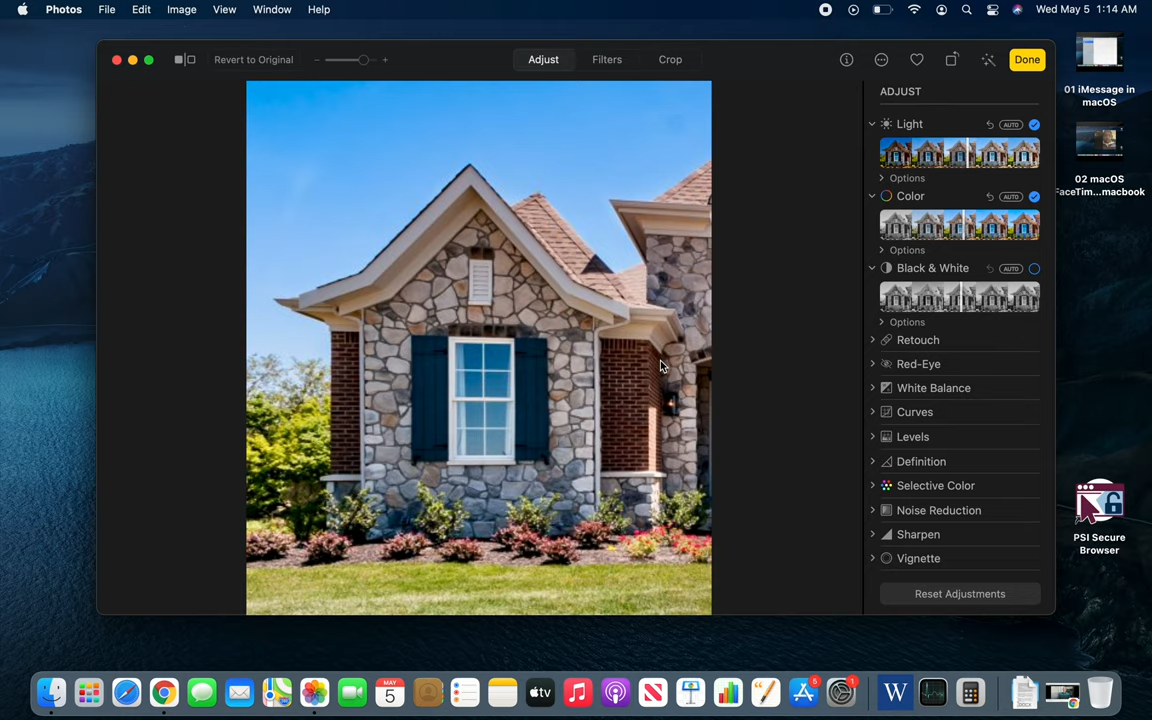 Photos File Edit Image View Window Help Wed May 5 1:14 AM
Revert to Original - + Adjust Filters Crop Done
ADJUST
Light AUTO
Options
Color AUTO
Options
Black & White AUTO
Options
Retouch
Red-Eye
White Balance
Curves
Levels
Definition
Selective Color
Noise Reduction
Sharpen
Vignette
Reset Adjustments
01 iMessage in
macOS
02 macOS
FaceTim...macbook
PSI Secure
Browser
MAY
5
tv
5
1
W